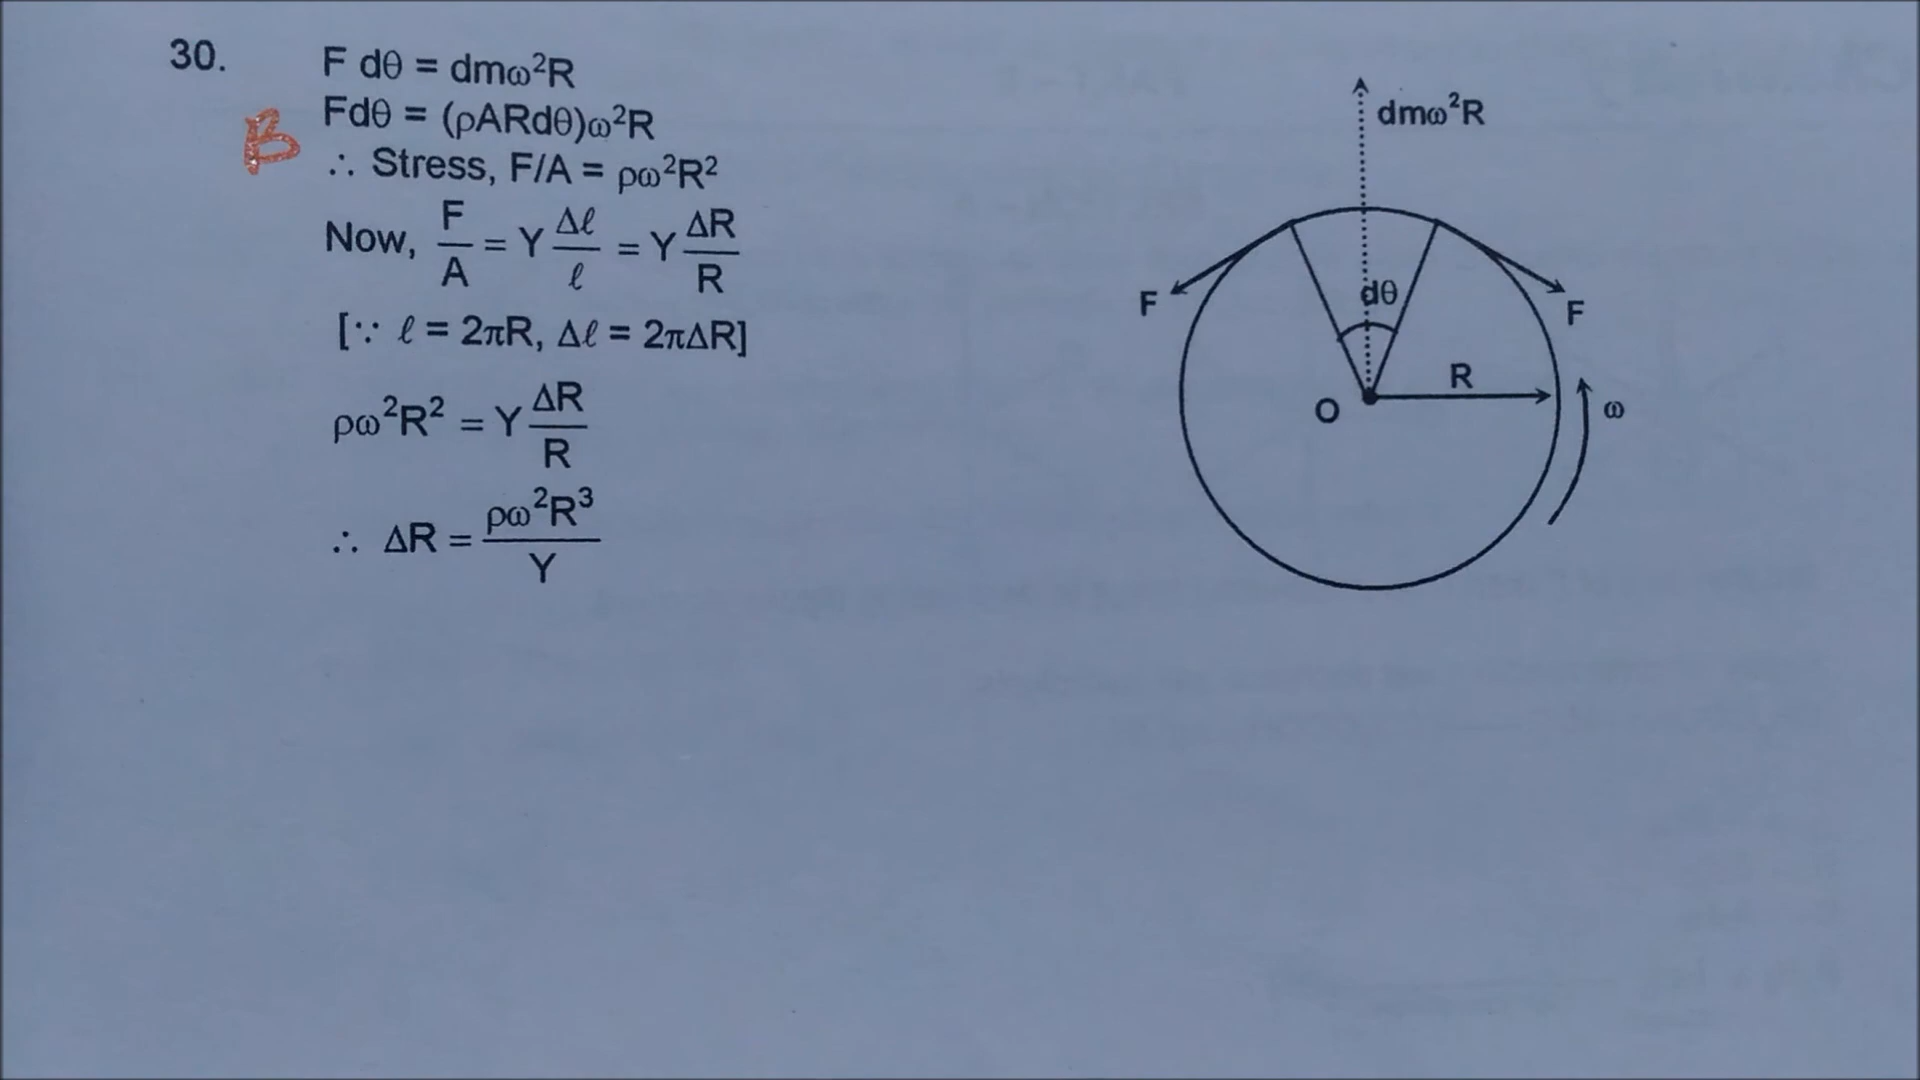 30.
F dθ = dmω²R
B
Fdθ = (ρARdθ)ω²R
∴ Stress, F/A = ρω²R²
Now, F/A = Y Δℓ/ℓ = Y ΔR/R
[∵ ℓ = 2πR, Δℓ = 2πΔR]
ρω²R² = Y ΔR/R
∴ ΔR = ρω²R³/Y
dmω²R
F
dθ
F
R
O
ω